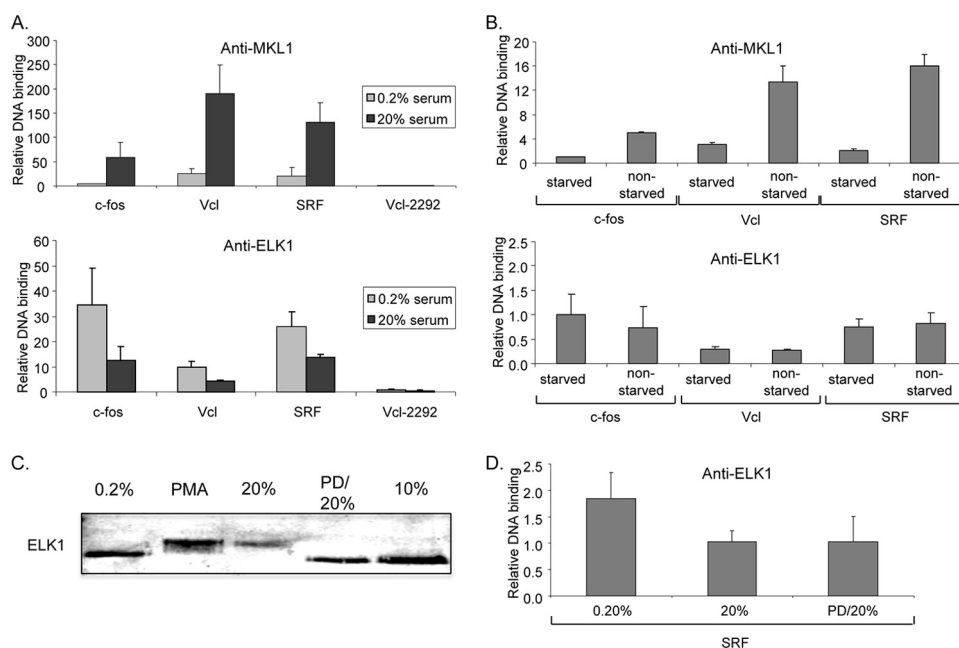 A.
Anti-MKL1
Relative DNA binding
300
250
200
150
100
50
0
0.2% serum
20% serum
c-fos Vcl SRF Vcl-2292
Anti-ELK1
Relative DNA binding
60
50
40
30
20
10
0
0.2% serum
20% serum
c-fos Vcl SRF Vcl-2292
B.
Anti-MKL1
Relative DNA binding
20
16
12
8
4
0
starved non-starved starved non-starved starved non-starved
c-fos Vcl SRF
Anti-ELK1
Relative DNA binding
2.5
2.0
1.5
1.0
0.5
0.0
starved non-starved starved non-starved starved non-starved
c-fos Vcl SRF
C.
0.2% PMA 20% PD/20% 10%
ELK1
D.
Anti-ELK1
Relative DNA binding
2.5
2.0
1.5
1.0
0.5
0.0
0.20% 20% PD/20%
SRF